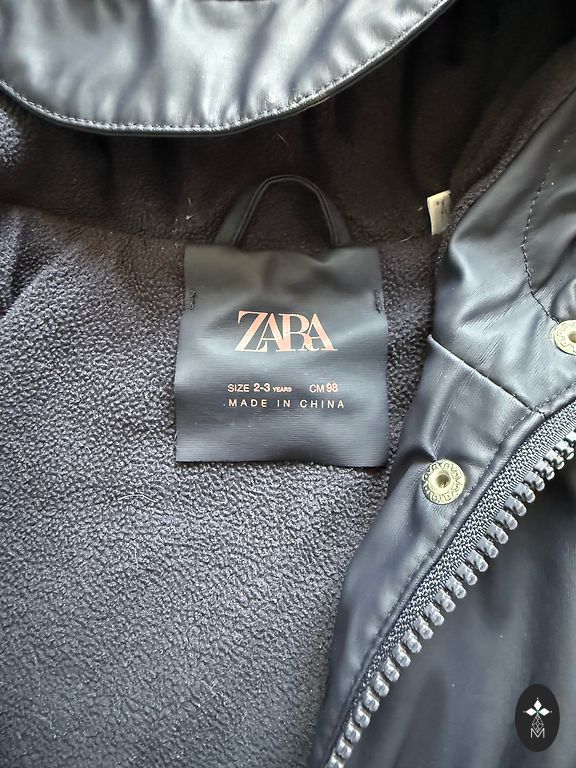 ZARA
SIZE 2-3 YEARS CM 98
MADE IN CHINA
M